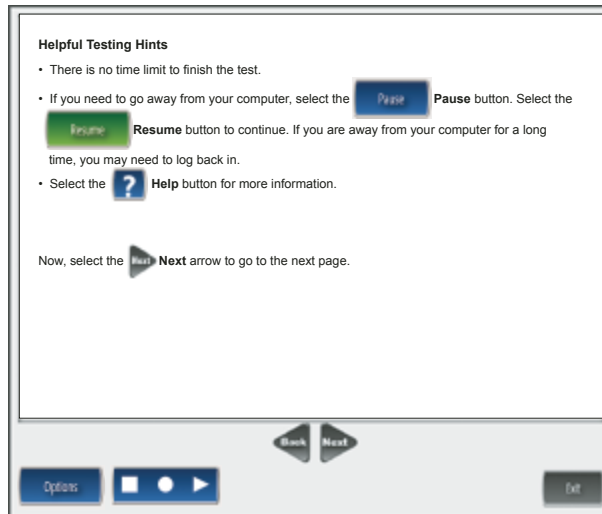 Helpful Testing Hints
• There is no time limit to finish the test.
• If you need to go away from your computer, select the Pause Pause button. Select the
Resume Resume button to continue. If you are away from your computer for a long
time, you may need to log back in.
• Select the ? Help button for more information.
Now, select the Next Next arrow to go to the next page.
Back Next
Options Exit